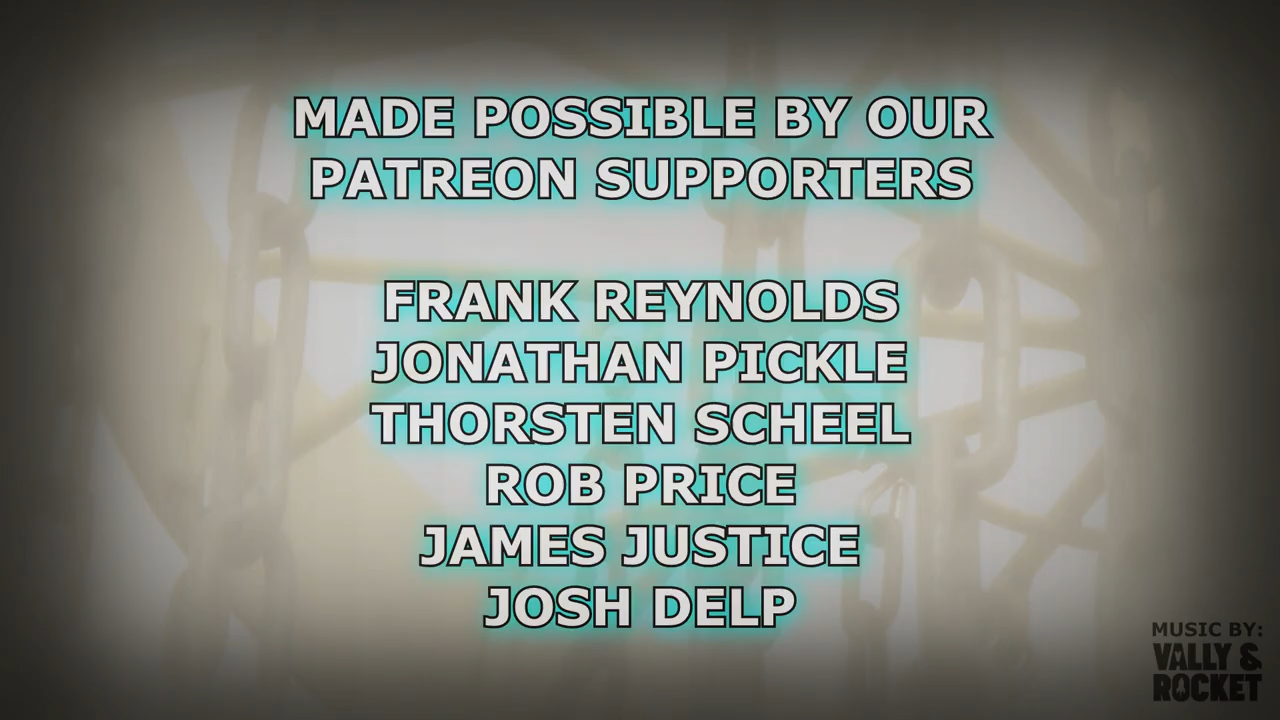 MADE POSSIBLE BY OUR
PATREON SUPPORTERS
FRANK REYNOLDS
JONATHAN PICKLE
THORSTEN SCHEEL
ROB PRICE
JAMES JUSTICE
JOSH DELP
MUSIC BY:
VALLY &
ROCKET